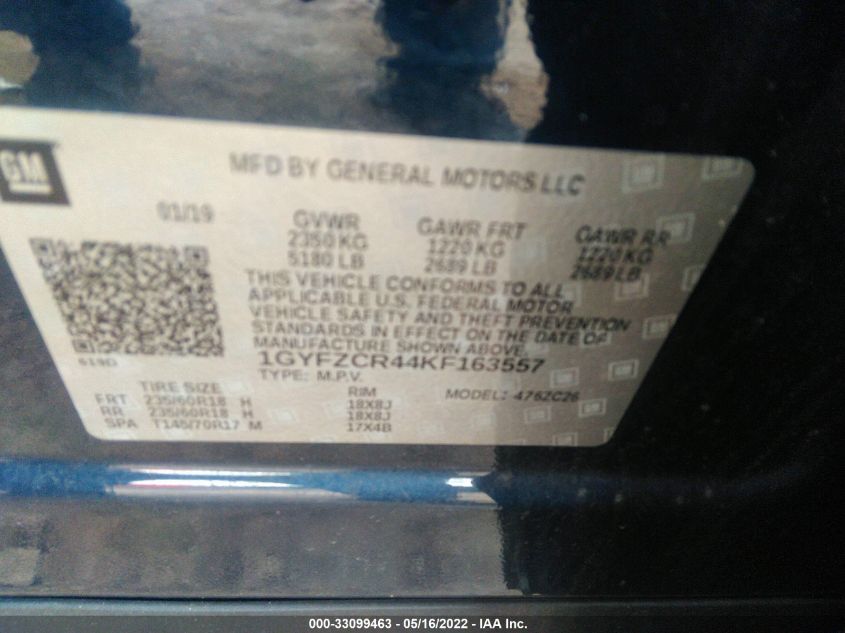 GM
MFD BY GENERAL MOTORS LLC
01/19
GVWR GAWR FRT GAWR RR
2350 KG 1220 KG 1220 KG
5180 LB 2689 LB 2689 LB
THIS VEHICLE CONFORMS TO ALL
APPLICABLE U.S. FEDERAL MOTOR
VEHICLE SAFETY AND THEFT PREVENTION
STANDARDS IN EFFECT ON THE DATE OF
MANUFACTURE SHOWN ABOVE.
619D
1GYFZCR44KF163557
TYPE: M.P.V. MODEL: 476ZC26
TIRE SIZE RIM
FRT 235/60R18 H 18X8J
RR 235/60R18 H 18X8J
SPA T145/70R17 M 17X4B
000-33099463 - 05/16/2022 - IAA Inc.